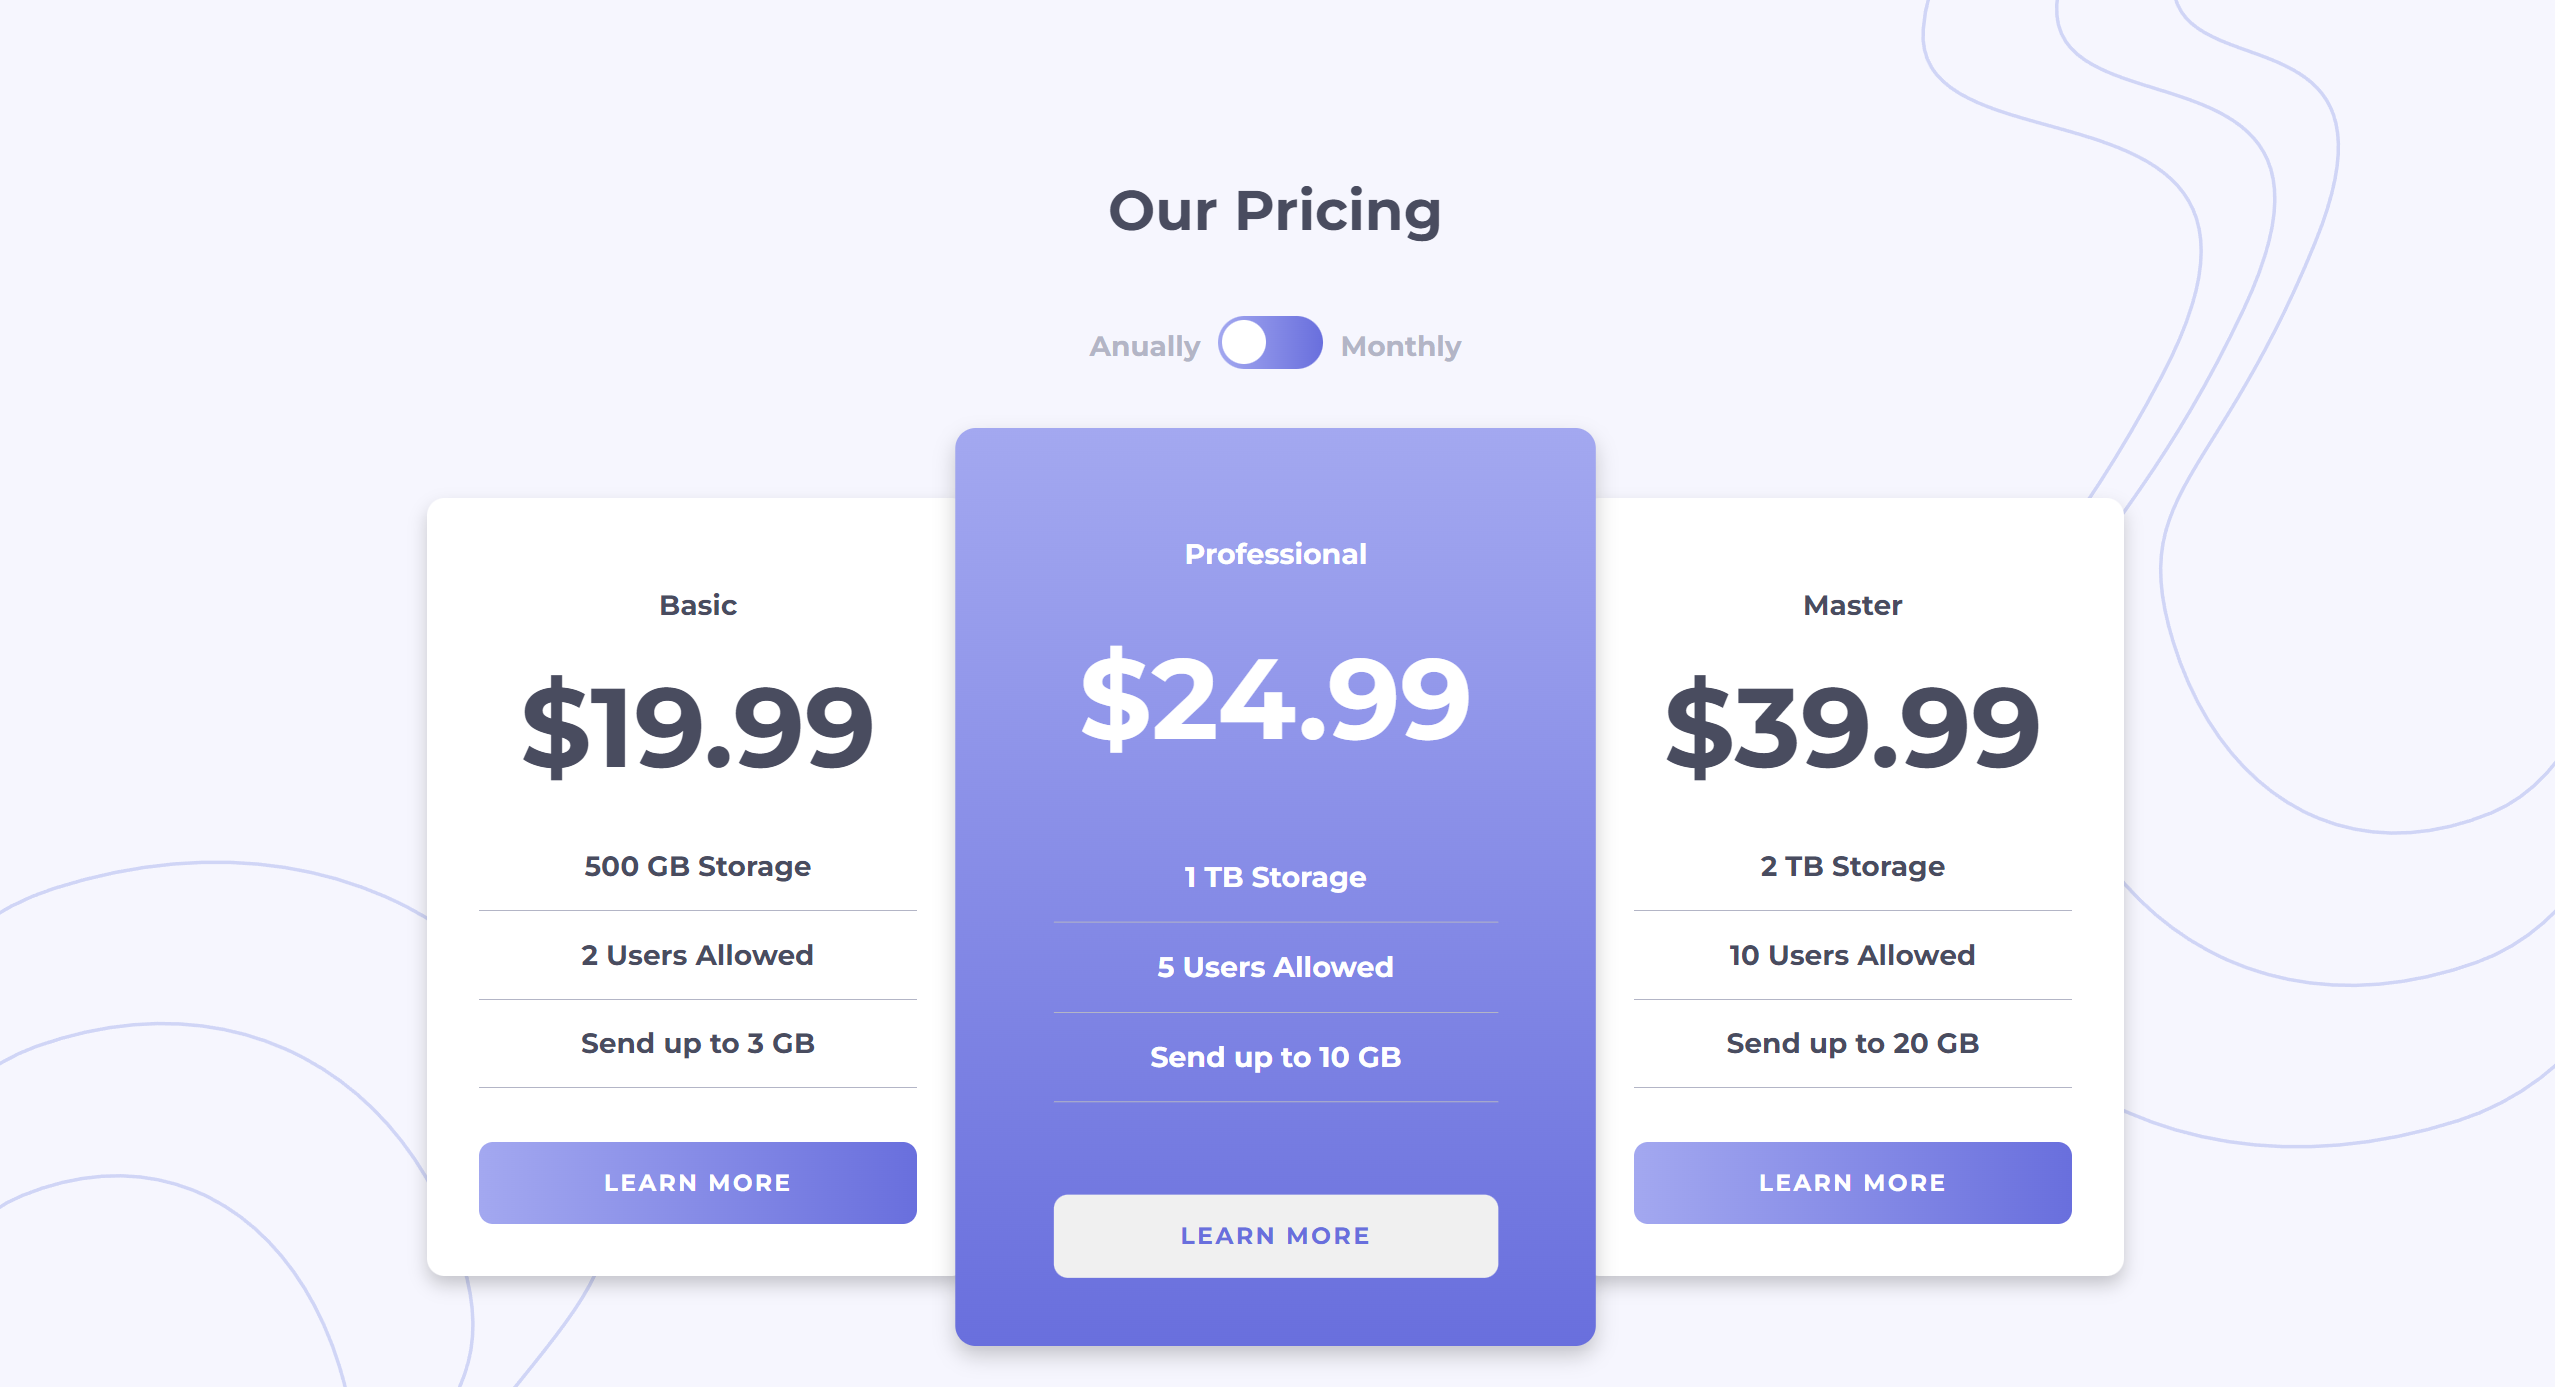 Our Pricing
Anually
Monthly
Basic
$19.99
500 GB Storage
2 Users Allowed
Send up to 3 GB
LEARN MORE
Professional
$24.99
1 TB Storage
5 Users Allowed
Send up to 10 GB
LEARN MORE
Master
$39.99
2 TB Storage
10 Users Allowed
Send up to 20 GB
LEARN MORE